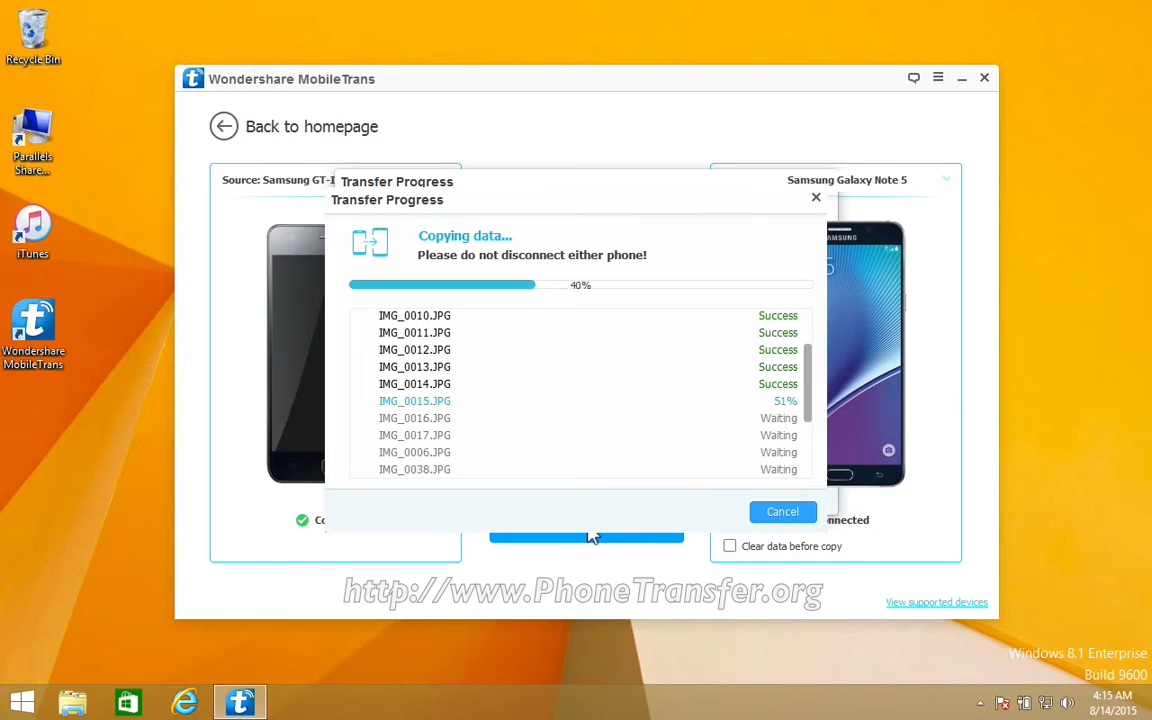 Recycle Bin
Parallels
Share...
iTunes
Wondershare
MobileTrans
Wondershare MobileTrans
Back to homepage
Source: Samsung GT-I
Transfer Progress
Samsung Galaxy Note 5
Transfer Progress
SAMSUNG
Copying data...
Please do not disconnect either phone!
40%
IMG_0010.JPG Success
IMG_0011.JPG Success
IMG_0012.JPG Success
IMG_0013.JPG Success
IMG_0014.JPG Success
IMG_0015.JPG 51%
IMG_0016.JPG Waiting
IMG_0017.JPG Waiting
IMG_0006.JPG Waiting
IMG_0038.JPG Waiting
Cancel
Co
nnected
Clear data before copy
http://www.PhoneTransfer.org
View supported devices
Windows 8.1 Enterprise
Build 9600
4:15 AM
8/14/2015